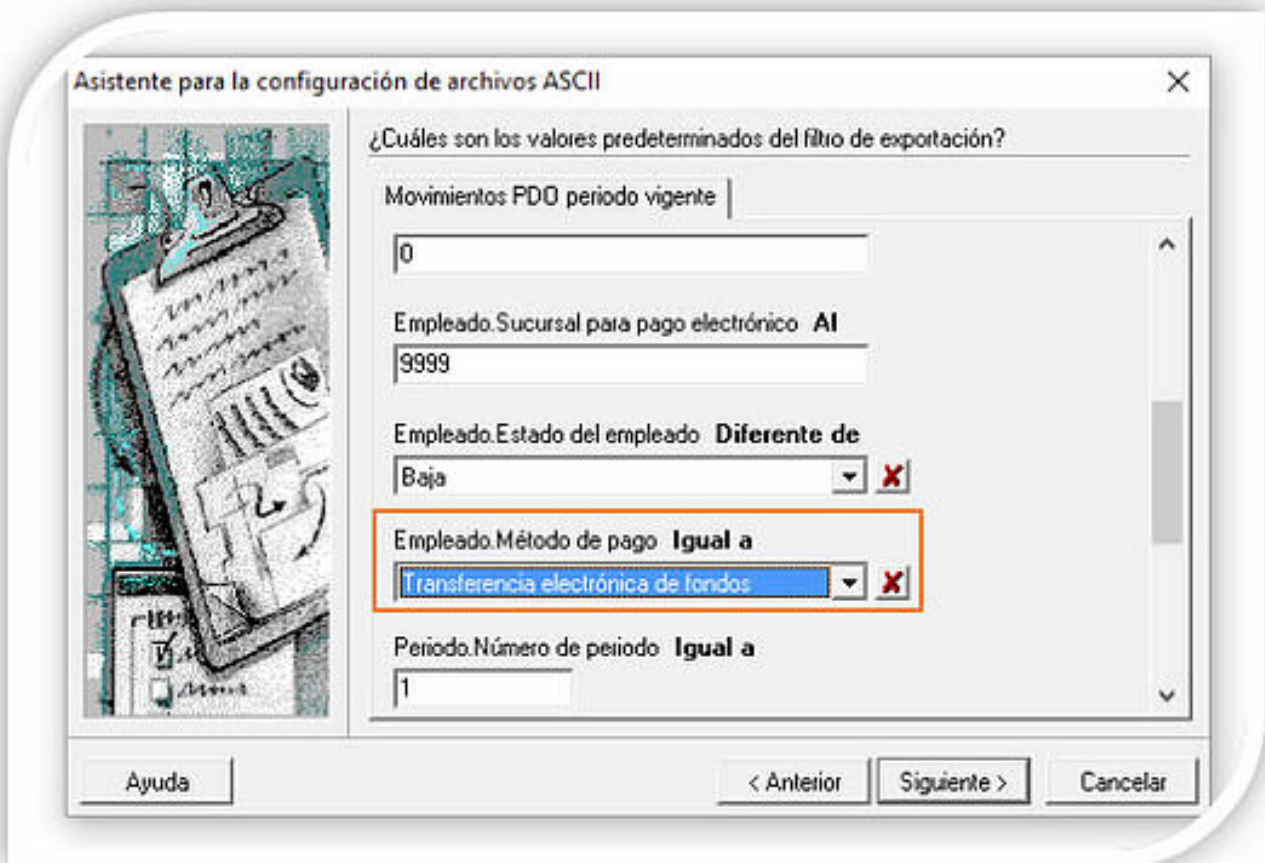 Asistente para la configuración de archivos ASCII
¿Cuáles son los valores predeterminados del filtro de exportación?
Movimientos PDO periodo vigente
0
Empleado.Sucursal para pago electrónico Al
9999
Empleado.Estado del empleado Diferente de
Baja
Empleado.Método de pago Igual a
Transferencia electrónica de fondos
Periodo.Número de periodo Igual a
1
Ayuda
< Anterior
Siguiente >
Cancelar